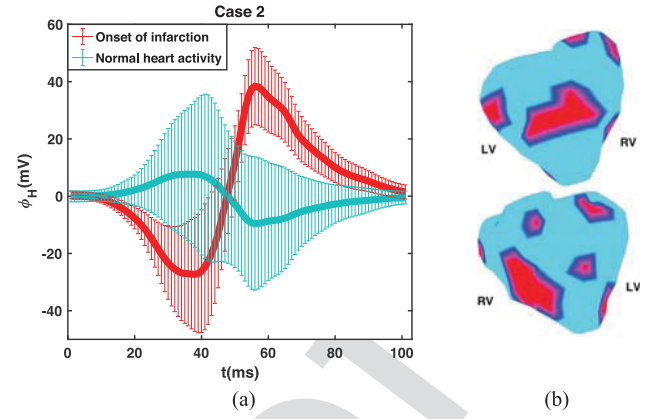 Case 2
Onset of infarction
Normal heart activity
60
40
20
0
-20
-40
ϕH(mV)
0 20 40 60 80 100
t(ms)
(a)
LV
RV
RV
LV
(b)